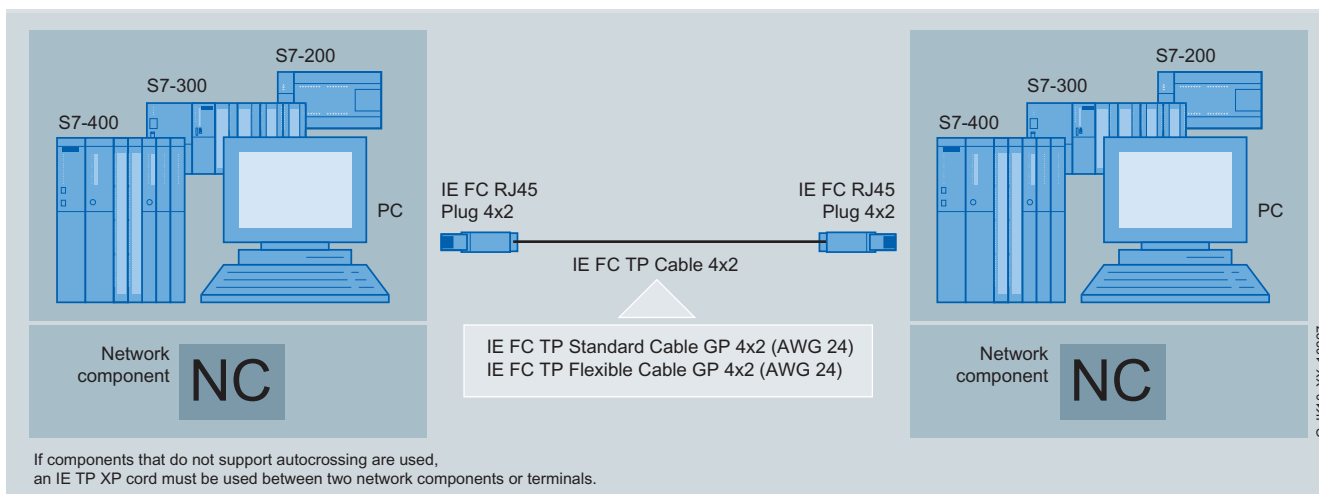 S7-200
S7-300
S7-400
PC
Network
component
NC
IE FC RJ45
Plug 4x2
IE FC RJ45
Plug 4x2
IE FC TP Cable 4x2
IE FC TP Standard Cable GP 4x2 (AWG 24)
IE FC TP Flexible Cable GP 4x2 (AWG 24)
S7-200
S7-300
S7-400
PC
Network
component
NC
If components that do not support autocrossing are used,
an IE TP XP cord must be used between two network components or terminals.